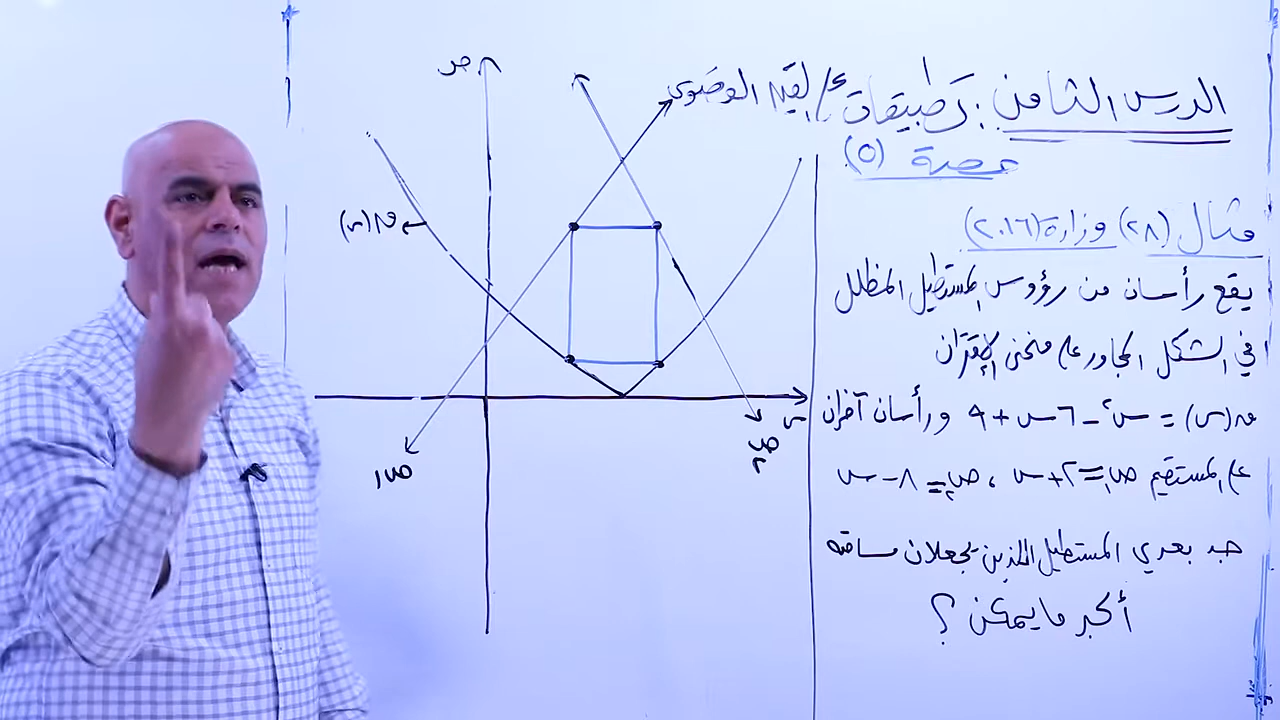 الدرس الثامن : تطبيقات ع/ القيم القصوى
حصة (٥)
مثال (٢٨) وزارة (٢٠١٦)
يقع رأسان من رؤوس المستطيل المظلل
في الشكل المجاور على منحنى الإقتران
ق(س) = س٢ - ٦س + ٩ ورأسان آخران
على المستقيم ص١ = ٢ + س ، ص٢ = ٨ - س
جد بعدي المستطيل اللذين يجعلان مساحته
أكبر ما يمكن ؟
ص
ق(س)
س
ص١
ص٢